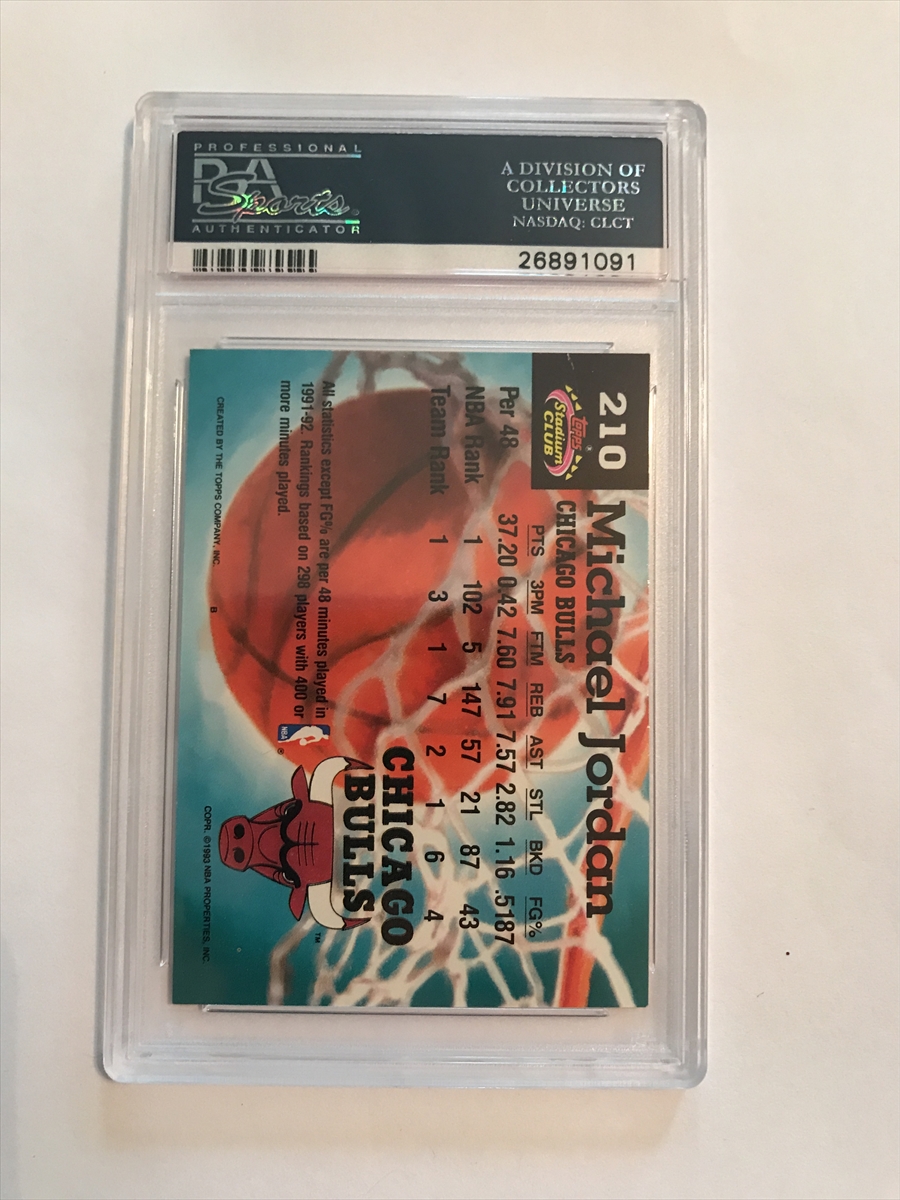 PROFESSIONAL
PSA
Sports
AUTHENTICATOR
A DIVISION OF
COLLECTORS
UNIVERSE
NASDAQ: CLCT
26891091
210
Topps
Stadium
CLUB
Michael Jordan
CHICAGO BULLS
PTS 3PM FTM REB AST STL BKD FG%
Per 48 37.20 0.42 7.60 7.91 7.57 2.82 1.16 .5187
NBA Rank 1 102 5 147 57 21 87 43
Team Rank 1 3 1 7 2 1 6 4
CHICAGO
BULLS
TM
All statistics except FG% are per 48 minutes played in
1991-92. Rankings based on 298 players with 400 or
more minutes played.
NBA
®
CREATED BY THE TOPPS COMPANY, INC.
B
COPR. ©1993 NBA PROPERTIES, INC.